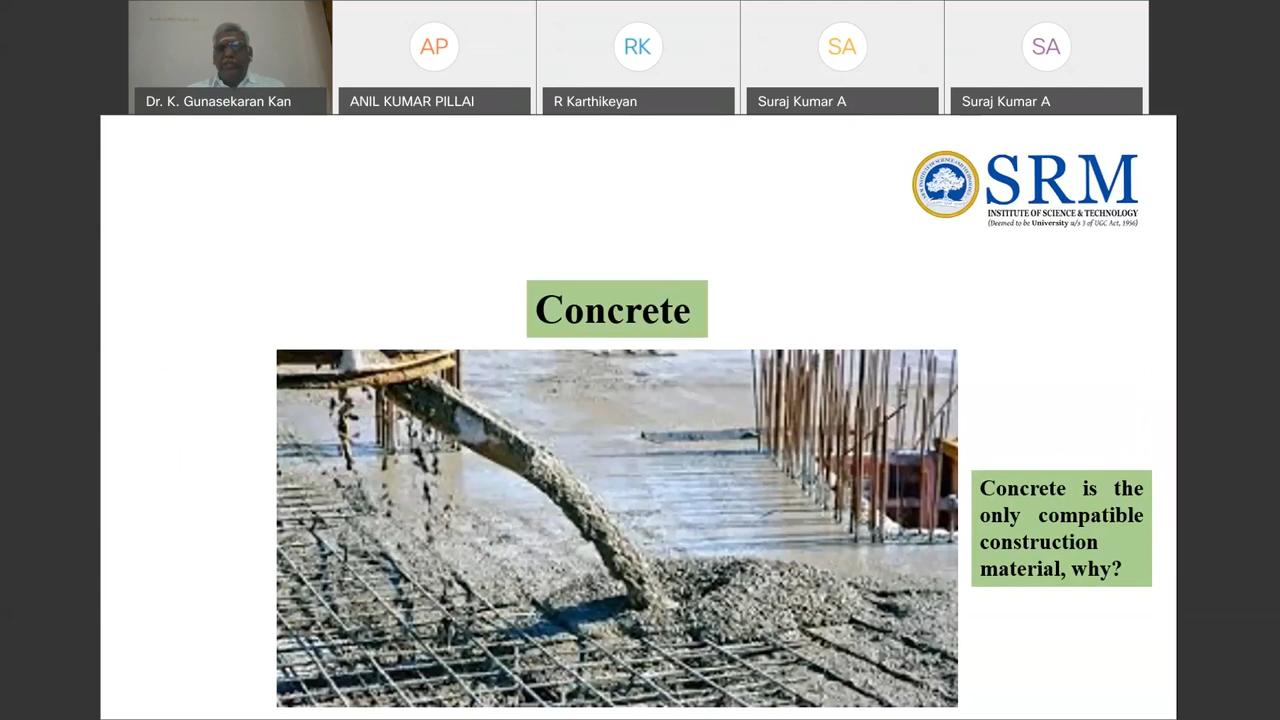 AP
RK
SA
SA
Dr. K. Gunasekaran Kan
ANIL KUMAR PILLAI
R Karthikeyan
Suraj Kumar A
Suraj Kumar A
SRM
INSTITUTE OF SCIENCE & TECHNOLOGY
(Deemed to be University u/s 3 of UGC Act, 1956)
Concrete
Concrete is the
only compatible
construction
material, why?